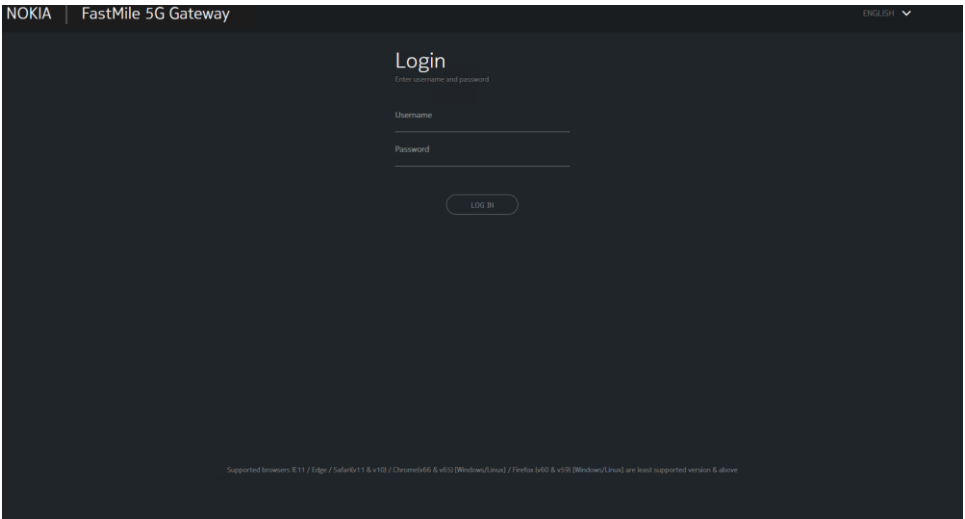 NOKIA FastMile 5G Gateway ENGLISH
Login
Enter username and password
Username
Password
LOG IN
Supported browsers IE11 / Edge / Safari(v11 & v10) / Chrome(v66 & v65) [Windows/Linux] / Firefox (v60 & v59) [Windows/Linux] are least supported version & above